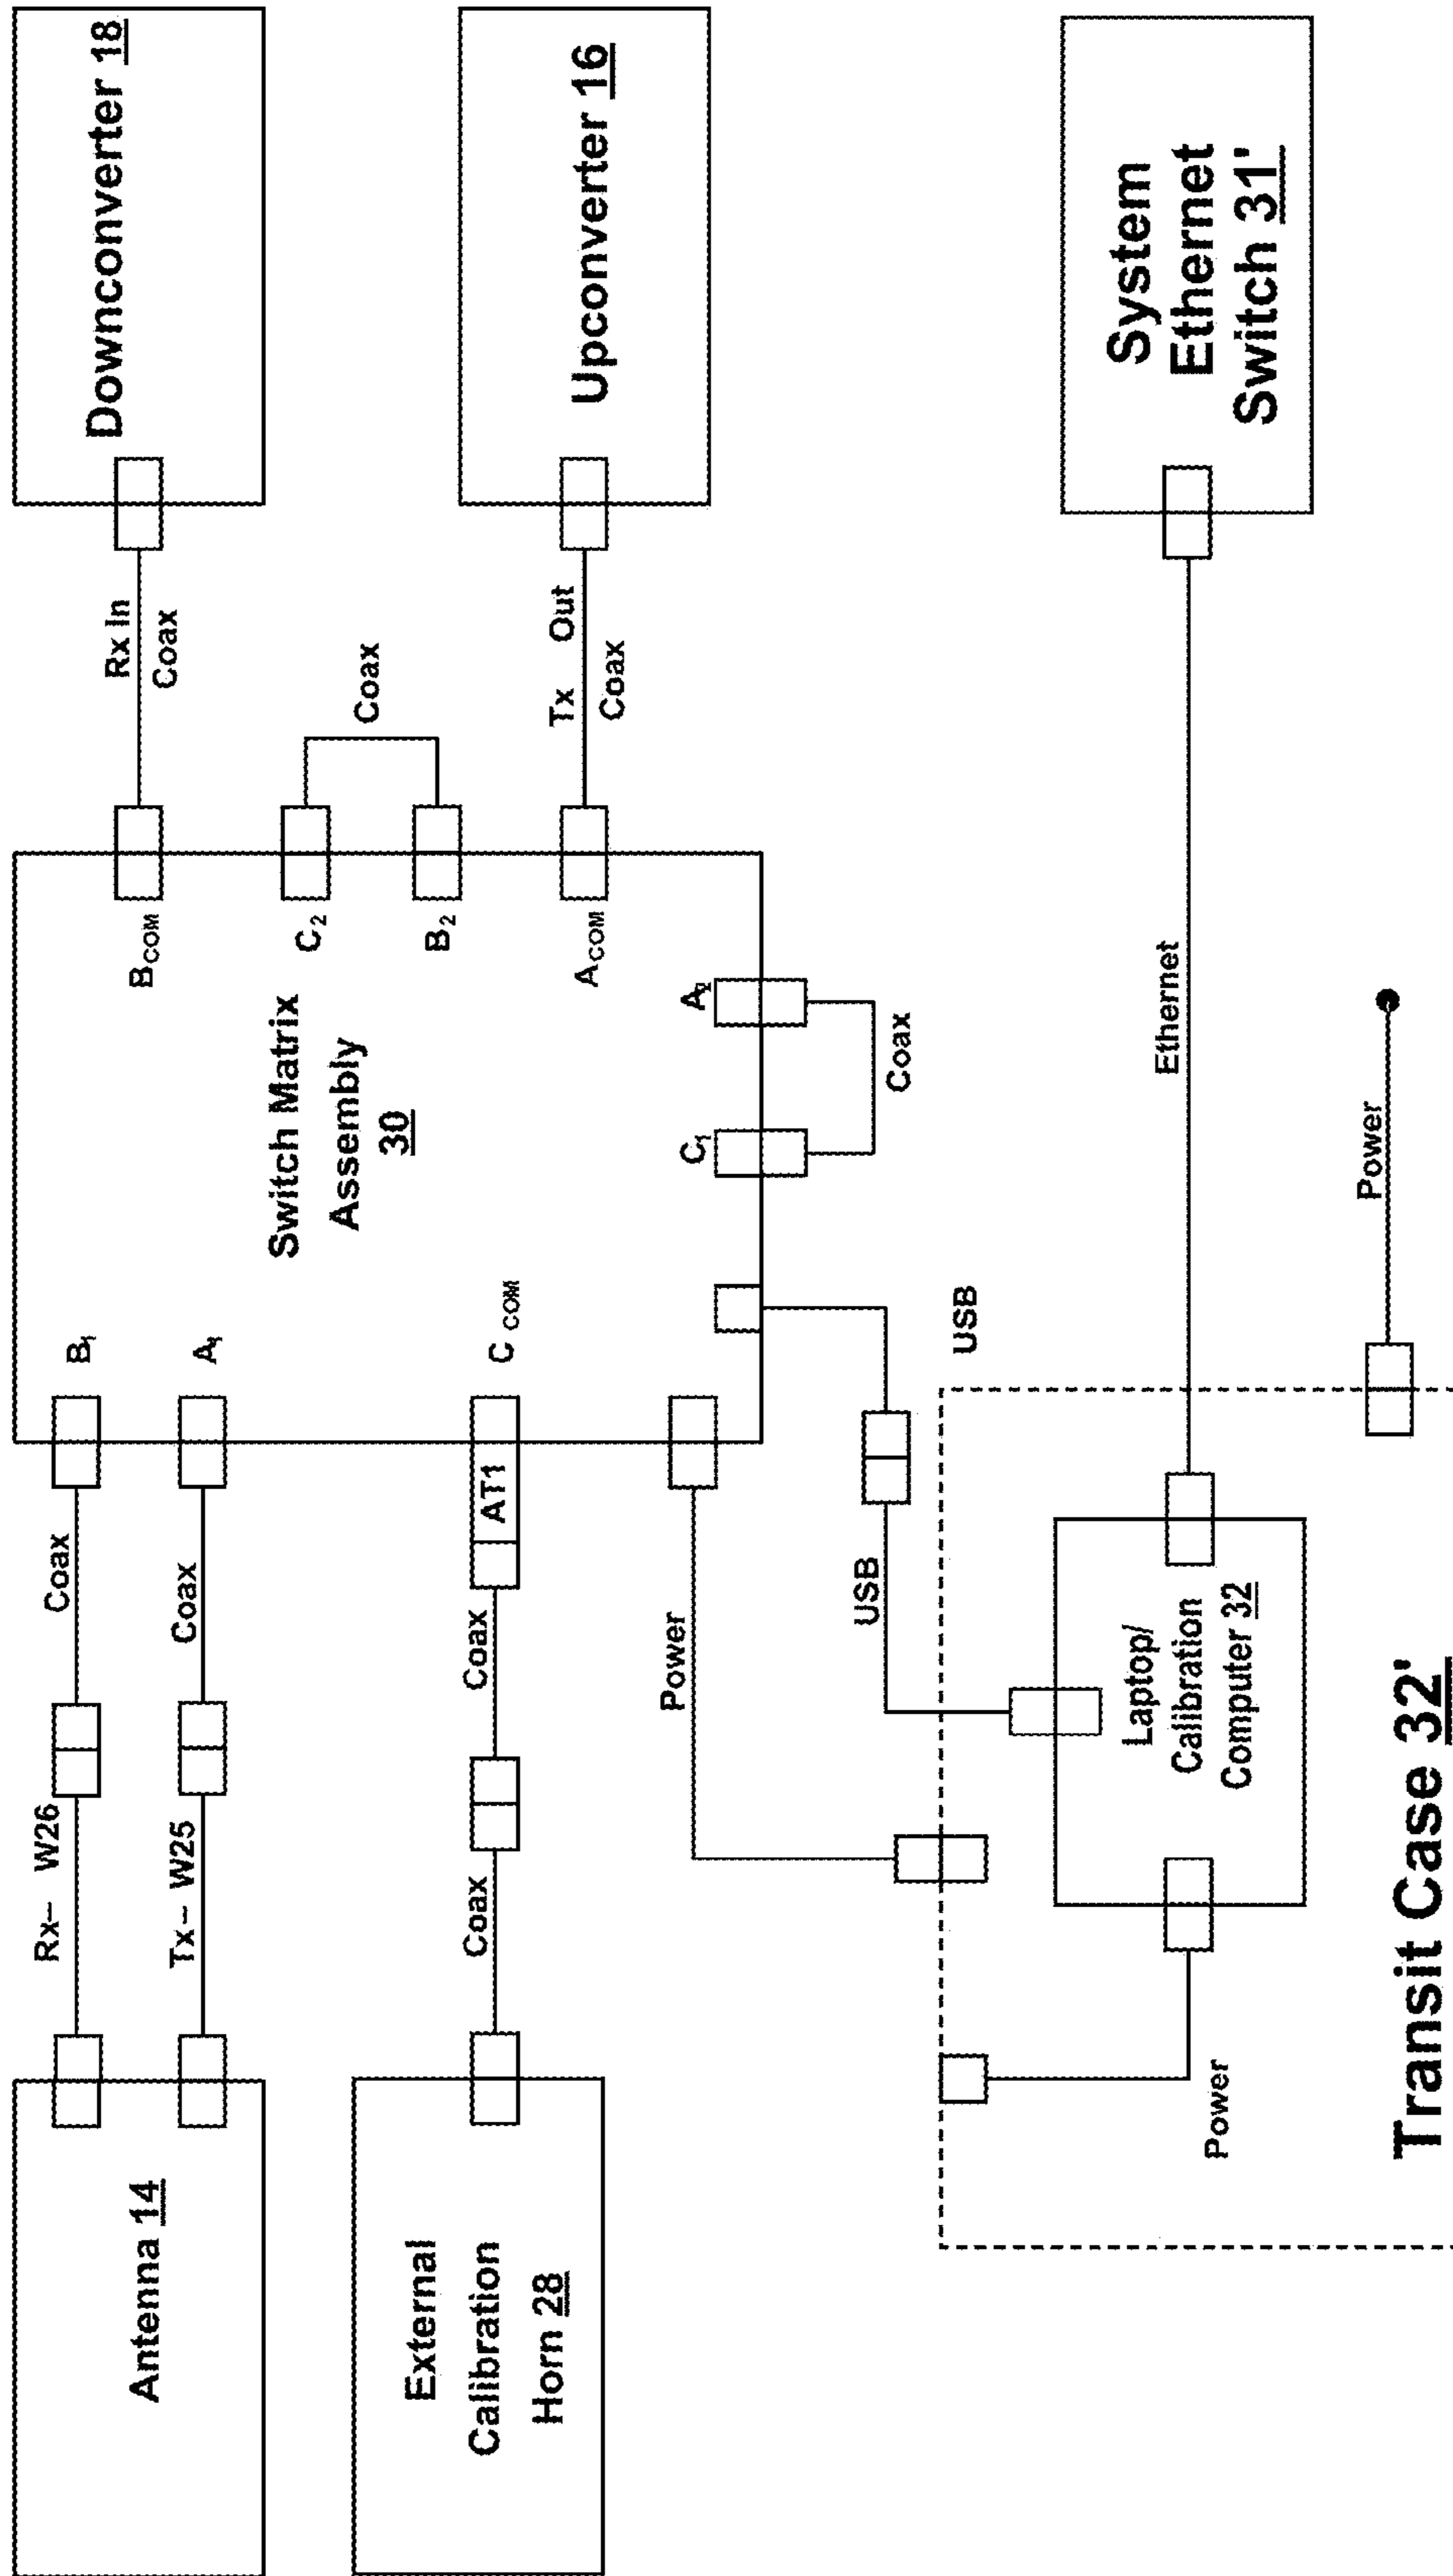 Antenna 14
Rx– W26
Coax
B1
Tx– W25
Coax
A1
Switch Matrix
Assembly
30
BCOM
Rx In
Coax
Downconverter 18
C2
B2
Coax
External
Calibration
Horn 28
Coax
Coax
AT1
C COM
ACOM
Tx Out
Coax
Upconverter 16
Power
C1
A2
Coax
USB
USB
Laptop/
Calibration
Computer 32
Power
Ethernet
System
Ethernet
Switch 31'
Power
Transit Case 32'